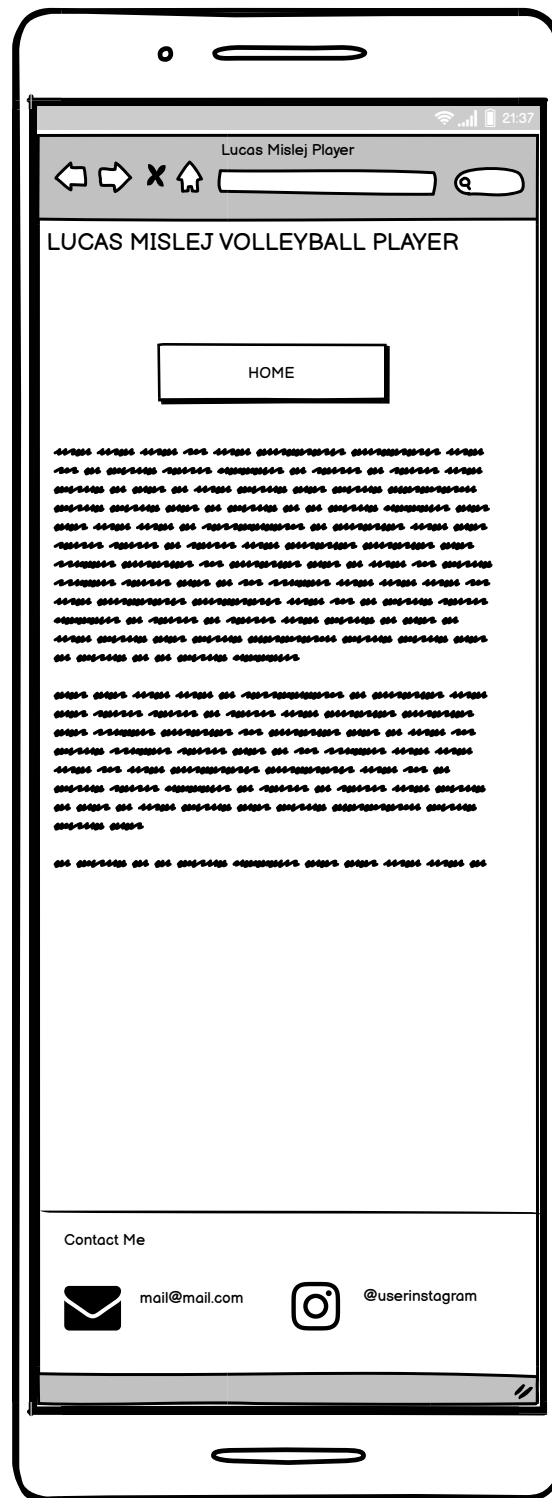 21:37
Lucas Mislej Player
LUCAS MISLEJ VOLLEYBALL PLAYER
HOME
Contact Me
mail@mail.com
@userinstagram